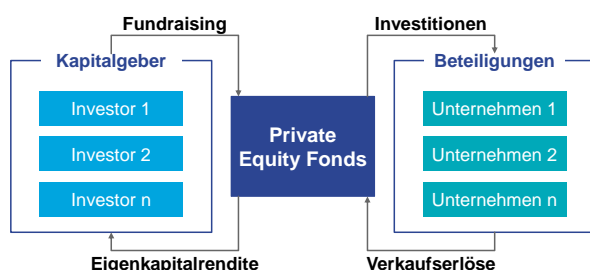 Fundraising
Investitionen
Kapitalgeber
Beteiligungen
Investor 1
Investor 2
Investor n
Private
Equity Fonds
Unternehmen 1
Unternehmen 2
Unternehmen n
Eigenkapitalrendite
Verkaufserlöse